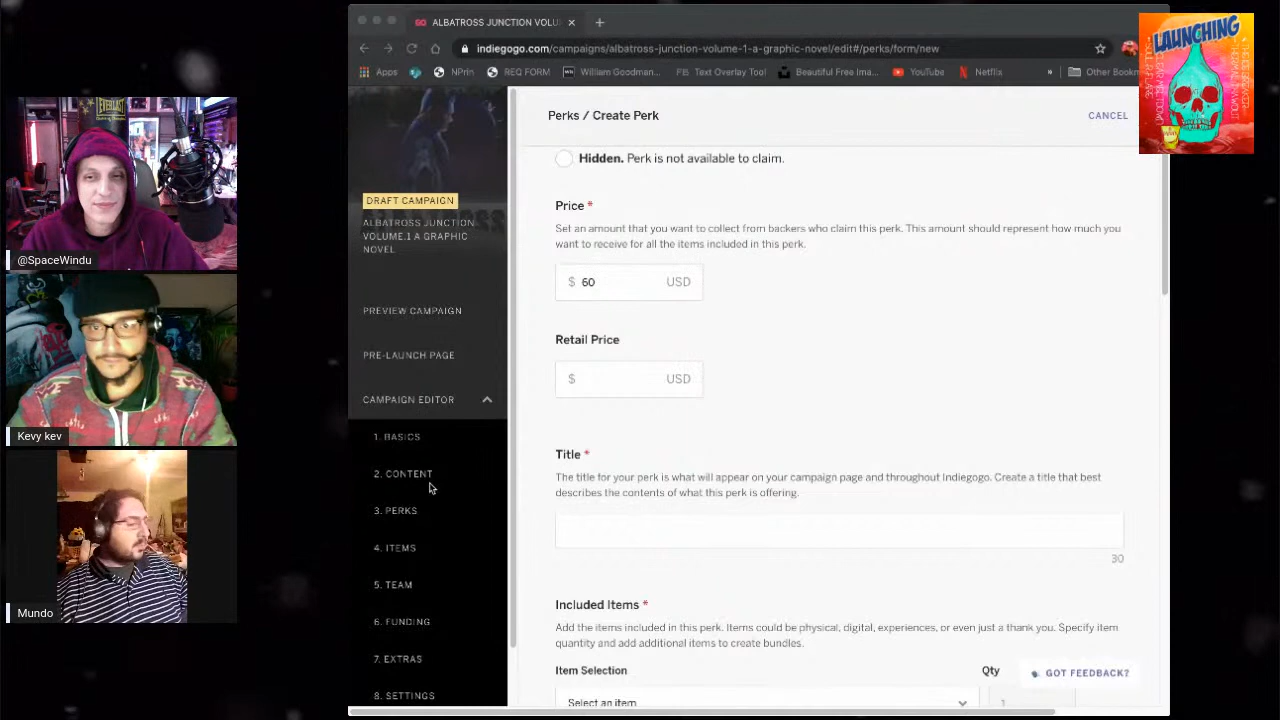 ALBATROSS JUNCTION VOLU
indiegogo.com/campaigns/albatross-junction-volume-1-a-graphic-novel/edit#/perks/form/new
Apps
NPrin
REQ FORM
William Goodman...
Text Overlay Tool
Beautiful Free Ima...
YouTube
Netflix
»
Other Bookm
LAUNCHING
EVERLAST
@SpaceWindu
Kevy kev
Mundo
DRAFT CAMPAIGN
ALBATROSS JUNCTION
VOLUME.1 A GRAPHIC
NOVEL
PREVIEW CAMPAIGN
PRE-LAUNCH PAGE
CAMPAIGN EDITOR
1. BASICS
2. CONTENT
3. PERKS
4. ITEMS
5. TEAM
6. FUNDING
7. EXTRAS
8. SETTINGS
Perks / Create Perk
CANCEL
Hidden. Perk is not available to claim.
Price *
Set an amount that you want to collect from backers who claim this perk. This amount should represent how much you
want to receive for all the items included in this perk.
$ 60 USD
Retail Price
$ USD
Title *
The title for your perk is what will appear on your campaign page and throughout Indiegogo. Create a title that best
describes the contents of what this perk is offering.
30
Included Items *
Add the items included in this perk. Items could be physical, digital, experiences, or even just a thank you. Specify item
quantity and add additional items to create bundles.
Item Selection
Qty
GOT FEEDBACK?
Select an item
1